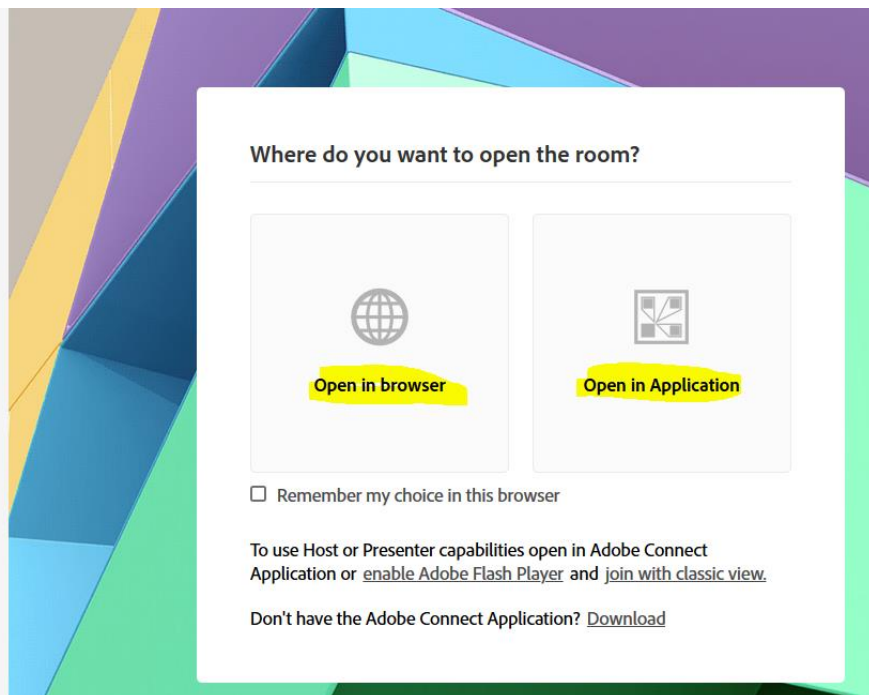 Where do you want to open the room?
Open in browser
Open in Application
Remember my choice in this browser
To use Host or Presenter capabilities open in Adobe Connect
Application or enable Adobe Flash Player and join with classic view.
Don't have the Adobe Connect Application? Download